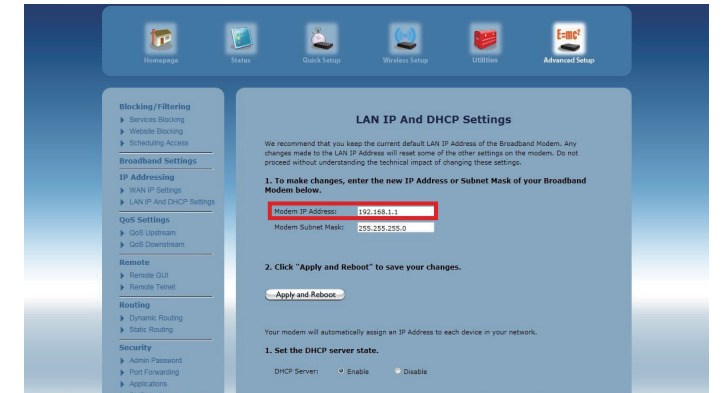 E=mc²
Homepage
Status
Quick Setup
Wireless Setup
Utilities
Advanced Setup
Blocking/Filtering
Services Blocking
Website Blocking
Scheduling Access
Broadband Settings
IP Addressing
WAN IP Settings
LAN IP And DHCP Settings
QoS Settings
QoS Upstream
QoS Downstream
Remote
Remote GUI
Remote Telnet
Routing
Dynamic Routing
Static Routing
Security
Admin Password
Port Forwarding
Applications
LAN IP And DHCP Settings
We recommend that you keep the current default LAN IP Address of the Broadband Modem. Any
changes made to the LAN IP Address will reset some of the other settings on the modem. Do not
proceed without understanding the technical impact of changing these settings.
1. To make changes, enter the new IP Address or Subnet Mask of your Broadband
Modem below.
Modem IP Address: 192.168.1.1
Modem Subnet Mask: 255.255.255.0
2. Click "Apply and Reboot" to save your changes.
Apply and Reboot
Your modem will automatically assign an IP Address to each device in your network.
1. Set the DHCP server state.
DHCP Server: Enable Disable